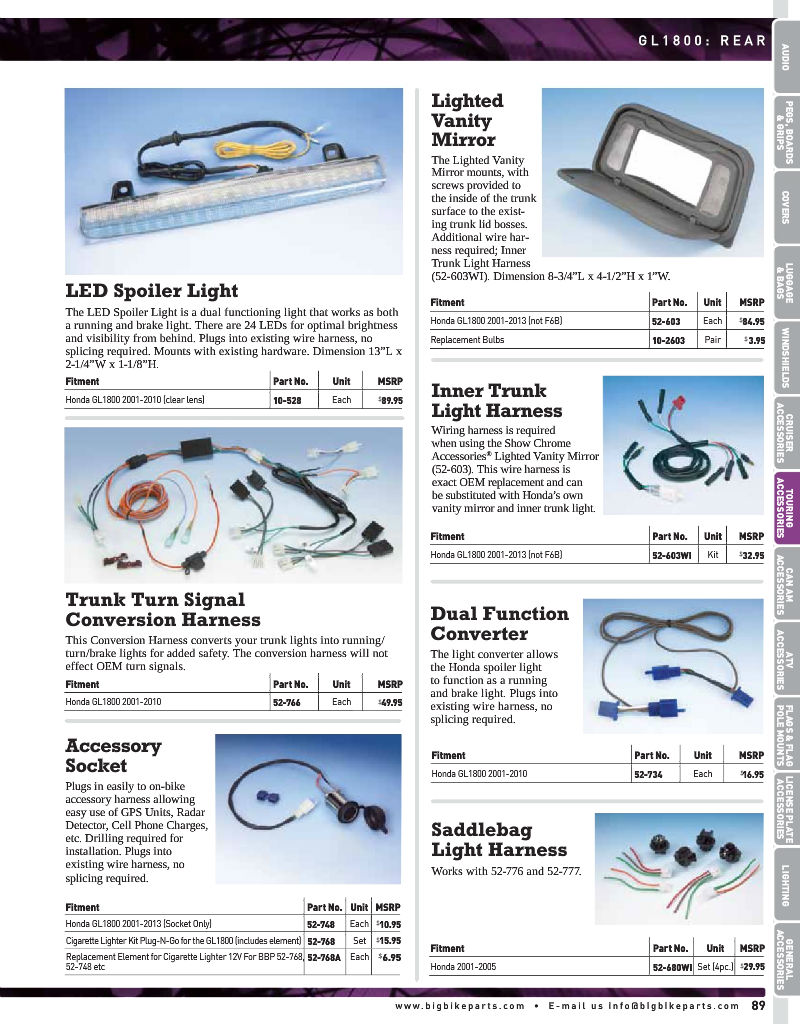 GL1800: REAR
LED Spoiler Light
The LED Spoiler Light is a dual functioning light that works as both
a running and brake light. There are 24 LEDs for optimal brightness
and visibility from behind. Plugs into existing wire harness, no
splicing required. Mounts with existing hardware. Dimension 13”L x
2-1/4”W x 1-1/8”H.
Fitment Part No. Unit MSRP
Honda GL1800 2001-2010 (clear lens) 10-528 Each $89.95
Trunk Turn Signal
Conversion Harness
This Conversion Harness converts your trunk lights into running/
turn/brake lights for added safety. The conversion harness will not
effect OEM turn signals.
Fitment Part No. Unit MSRP
Honda GL1800 2001-2010 52-766 Each $49.95
Accessory
Socket
Plugs in easily to on-bike
accessory harness allowing
easy use of GPS Units, Radar
Detector, Cell Phone Charges,
etc. Drilling required for
installation. Plugs into
existing wire harness, no
splicing required.
Fitment Part No. Unit MSRP
Honda GL1800 2001-2013 (Socket Only) 52-748 Each $10.95
Cigarette Lighter Kit Plug-N-Go for the GL1800 (includes element) 52-768 Set $15.95
Replacement Element for Cigarette Lighter 12V For BBP 52-768, 52-768A Each $6.95
52-748 etc
Lighted
Vanity
Mirror
The Lighted Vanity
Mirror mounts, with
screws provided to
the inside of the trunk
surface to the exist-
ing trunk lid bosses.
Additional wire har-
ness required; Inner
Trunk Light Harness
(52-603WI). Dimension 8-3/4”L x 4-1/2”H x 1”W.
Fitment Part No. Unit MSRP
Honda GL1800 2001-2013 (not F6B) 52-603 Each $84.95
Replacement Bulbs 10-2603 Pair $3.95
Inner Trunk
Light Harness
Wiring harness is required
when using the Show Chrome
Accessories® Lighted Vanity Mirror
(52-603). This wire harness is
exact OEM replacement and can
be substituted with Honda’s own
vanity mirror and inner trunk light.
Fitment Part No. Unit MSRP
Honda GL1800 2001-2013 (not F6B) 52-603WI Kit $32.95
Dual Function
Converter
The light converter allows
the Honda spoiler light
to function as a running
and brake light. Plugs into
existing wire harness, no
splicing required.
Fitment Part No. Unit MSRP
Honda GL1800 2001-2010 52-734 Each $16.95
Saddlebag
Light Harness
Works with 52-776 and 52-777.
Fitment Part No. Unit MSRP
Honda 2001-2005 52-680WI Set (4pc.) $29.95
AUDIO
PEGS, BOARDS
& GRIPS
COVERS
LUGGAGE
& BAGS
WINDSHIELDS
CRUISER
ACCESSORIES
TOURING
ACCESSORIES
CAN AM
ACCESSORIES
ATV
ACCESSORIES
FLAGS & FLAG
POLE MOUNTS
LICENSE PLATE
ACCESSORIES
LIGHTING
GENERAL
ACCESSORIES
www.bigbikeparts.com • E-mail us info@bigbikeparts.com 89